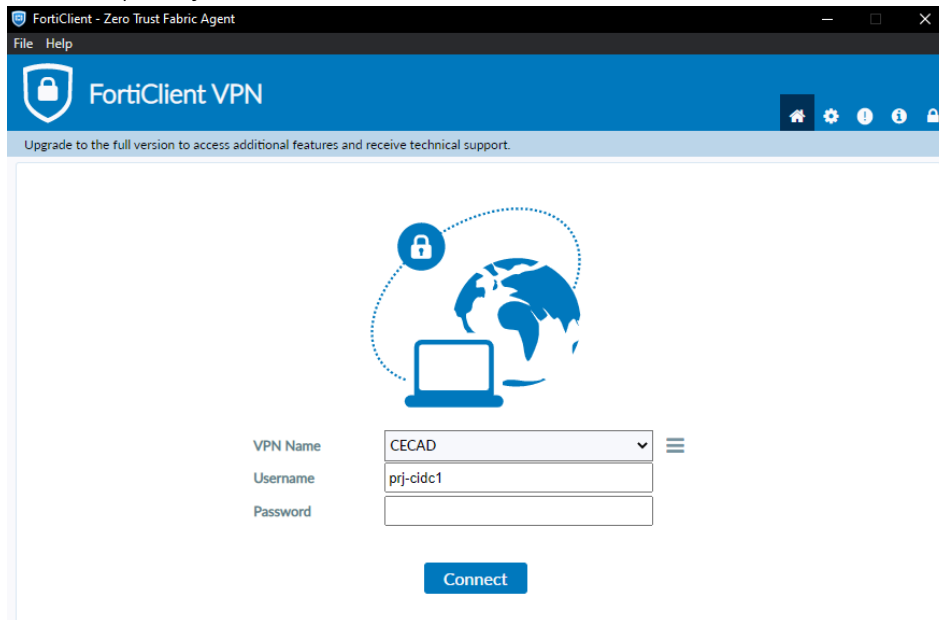 FortiClient - Zero Trust Fabric Agent
File Help
FortiClient VPN
Upgrade to the full version to access additional features and receive technical support.
VPN Name CECAD
Username prj-cidc1
Password
Connect